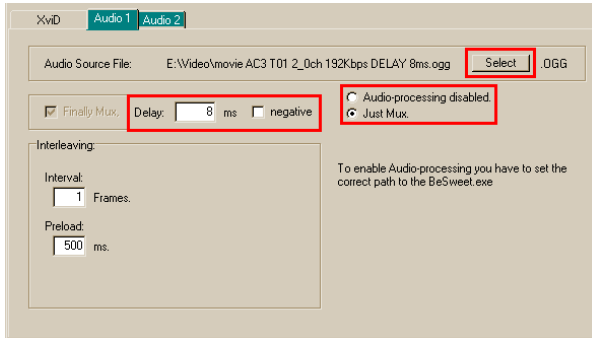 XviD Audio 1 Audio 2
Audio Source File: E:\Video\movie AC3 T01 2_0ch 192Kbps DELAY 8ms.ogg Select .OGG
Finally Mux. Delay: 8 ms negative
Audio-processing disabled.
Just Mux.
Interleaving:
Interval:
1 Frames.
Preload:
500 ms.
To enable Audio-processing you have to set the
correct path to the BeSweet.exe